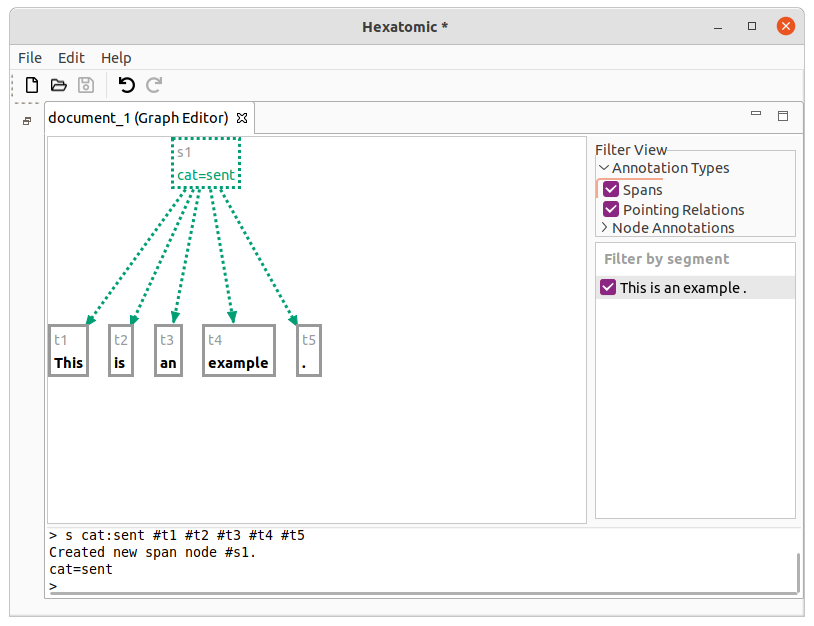 Hexatomic *
File Edit Help
document_1 (Graph Editor)
s1
cat=sent
t1 t2 t3 t4 t5
This is an example .
Filter View
Annotation Types
Spans
Pointing Relations
Node Annotations
Filter by segment
This is an example .
> s cat:sent #t1 #t2 #t3 #t4 #t5
Created new span node #s1.
cat=sent
>